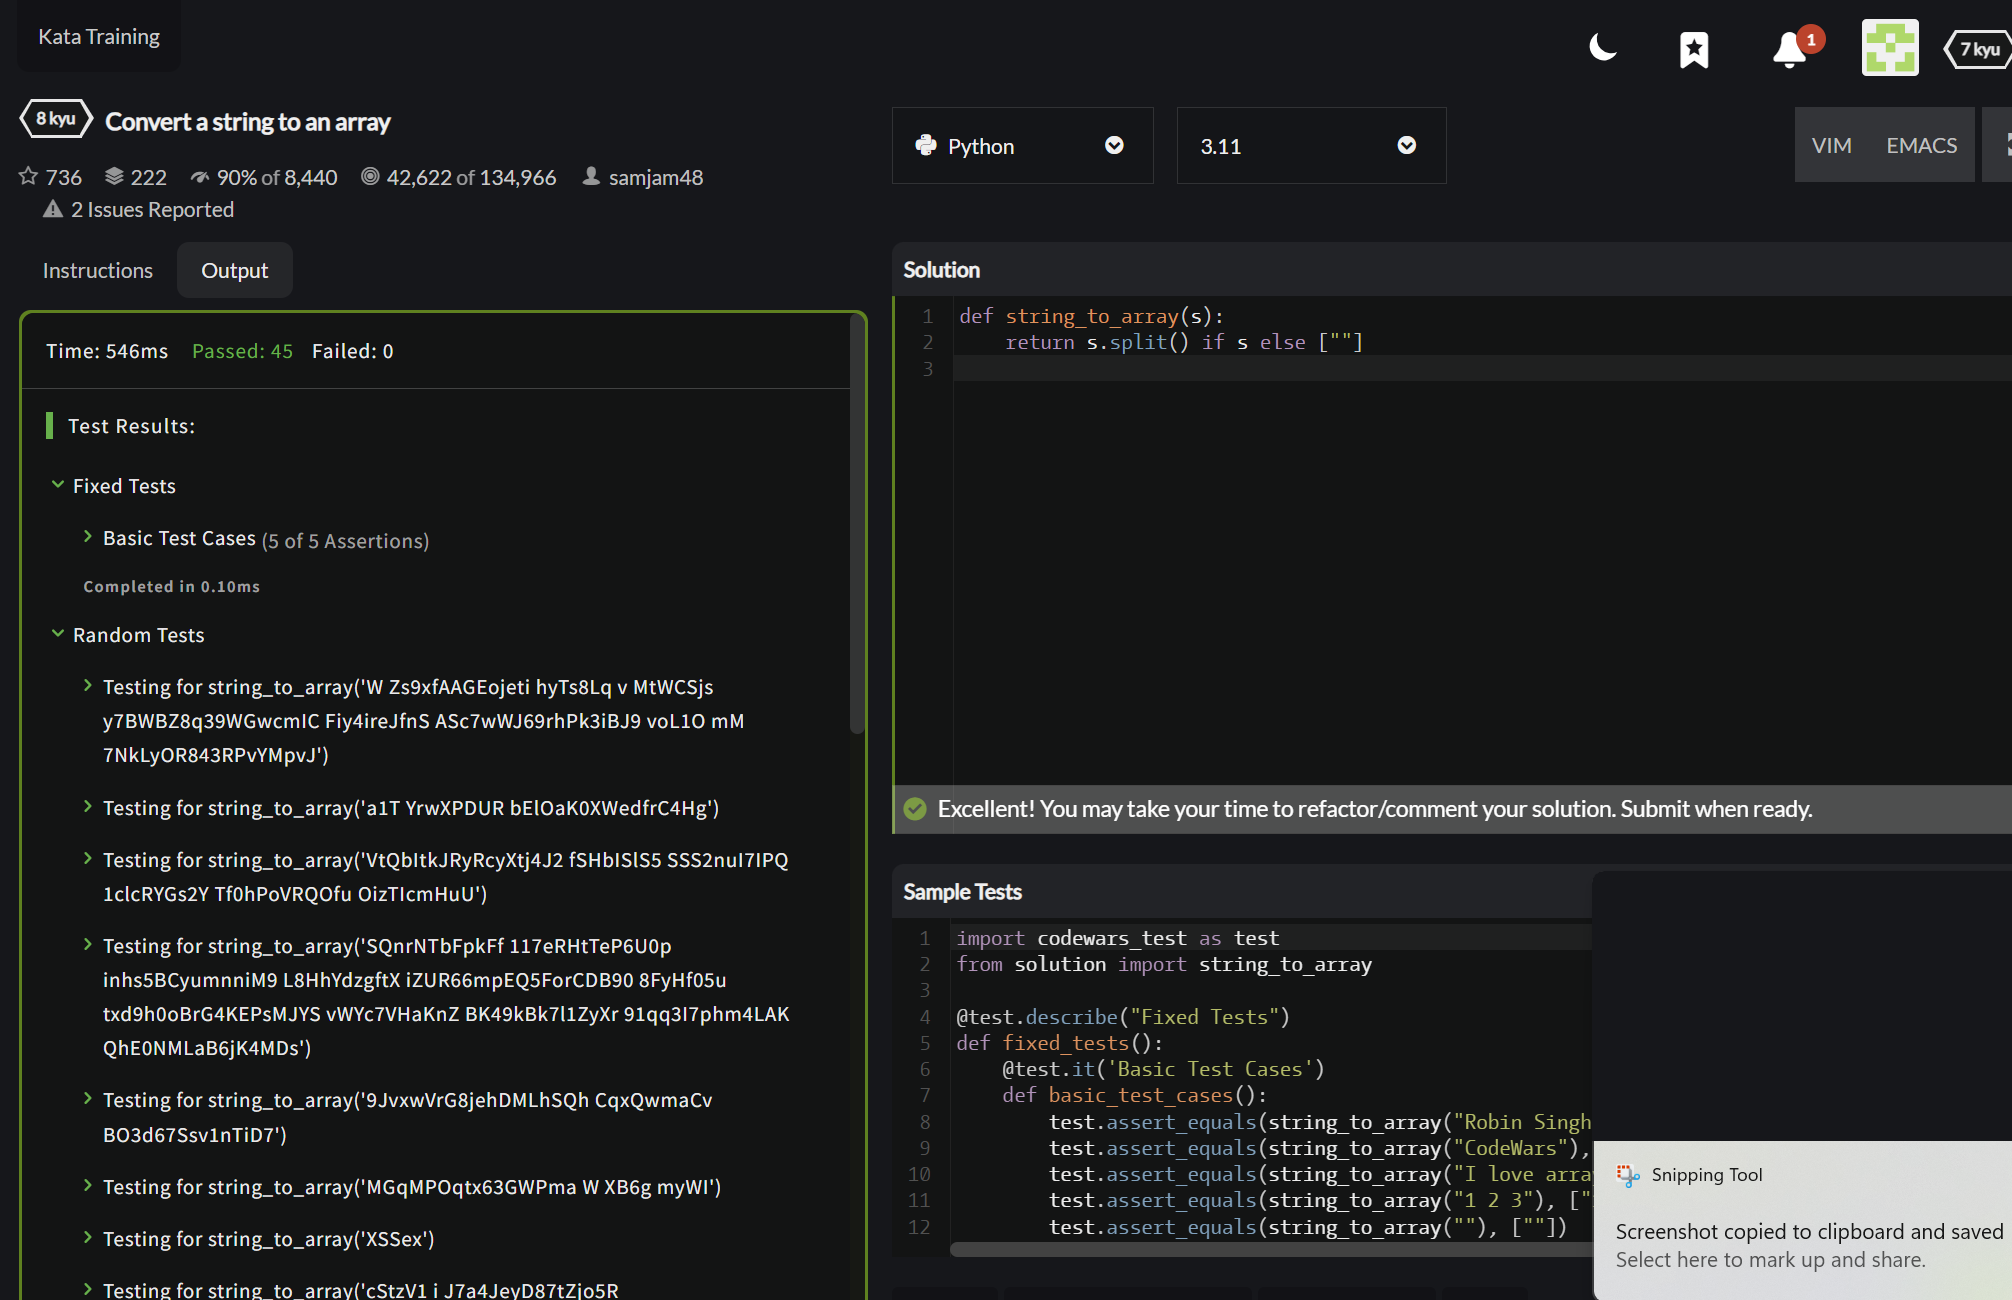 Kata Training
1
7 kyu
8 kyu
Convert a string to an array
736 222 90% of 8,440 42,622 of 134,966 samjam48
2 Issues Reported
Python
3.11
VIM EMACS
Instructions Output
Time: 546ms Passed: 45 Failed: 0
Test Results:
Fixed Tests
Basic Test Cases (5 of 5 Assertions)
Completed in 0.10ms
Random Tests
Testing for string_to_array('W Zs9xfAAGEojeti hyTs8Lq v MtWCSjs
y7BWBZ8q39WGwcmIC Fiy4ireJfnS ASc7wWJ69rhPk3iBJ9 voL1O mM
7NkLyOR843RPvYMpvJ')
Testing for string_to_array('a1T YrwXPDUR bElOaK0XWedfrC4Hg')
Testing for string_to_array('VtQbItkJRyRcyXtj4J2 fSHbISlS5 SSS2nuI7IPQ
1clcRYGs2Y Tf0hPoVRQOfu OizTIcmHuU')
Testing for string_to_array('SQnrNTbFpkFf 117eRHtTeP6U0p
inhs5BCyumnniM9 L8HhYdzgftX iZUR66mpEQ5ForCDB90 8FyHf05u
txd9h0oBrG4KEPsMJYS vWYc7VHaKnZ BK49kBk7l1ZyXr 91qq3I7phm4LAK
QhE0NMLaB6jK4MDs')
Testing for string_to_array('9JvxwVrG8jehDMLhSQh CqxQwmaCv
BO3d67Ssv1nTiD7')
Testing for string_to_array('MGqMPOqtx63GWPma W XB6g myWI')
Testing for string_to_array('XSSex')
Testing for string_to_array('cStzV1 i J7a4JeyD87tZjo5R
Solution
1 def string_to_array(s):
2 return s.split() if s else [""]
3
Excellent! You may take your time to refactor/comment your solution. Submit when ready.
Sample Tests
1 import codewars_test as test
2 from solution import string_to_array
3
4 @test.describe("Fixed Tests")
5 def fixed_tests():
6 @test.it('Basic Test Cases')
7 def basic_test_cases():
8 test.assert_equals(string_to_array("Robin Singh
9 test.assert_equals(string_to_array("CodeWars"),
10 test.assert_equals(string_to_array("I love arra
11 test.assert_equals(string_to_array("1 2 3"), ["
12 test.assert_equals(string_to_array(""), [""])
Snipping Tool
Screenshot copied to clipboard and saved
Select here to mark up and share.